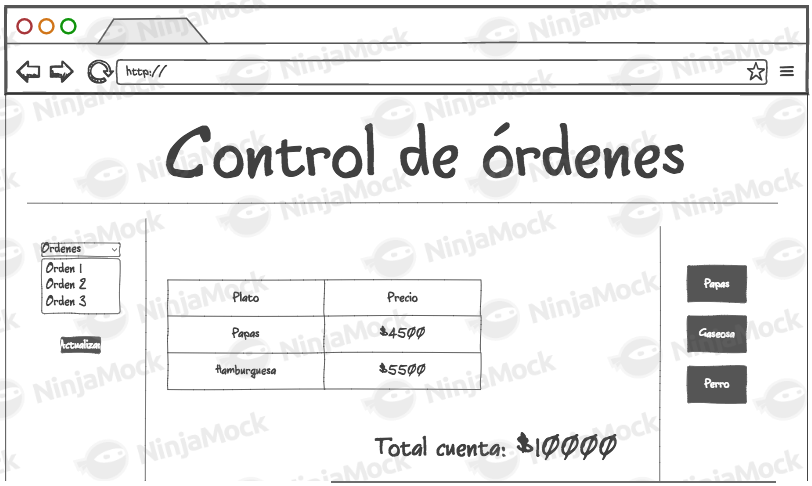 http://
Control de órdenes
Ordenes
Orden 1
Orden 2
Orden 3
Actualizar
Plato Precio
Papas $4500
Hamburguesa $5500
Total cuenta: $10000
Papas
Gaseosa
Perro
NinjaMock